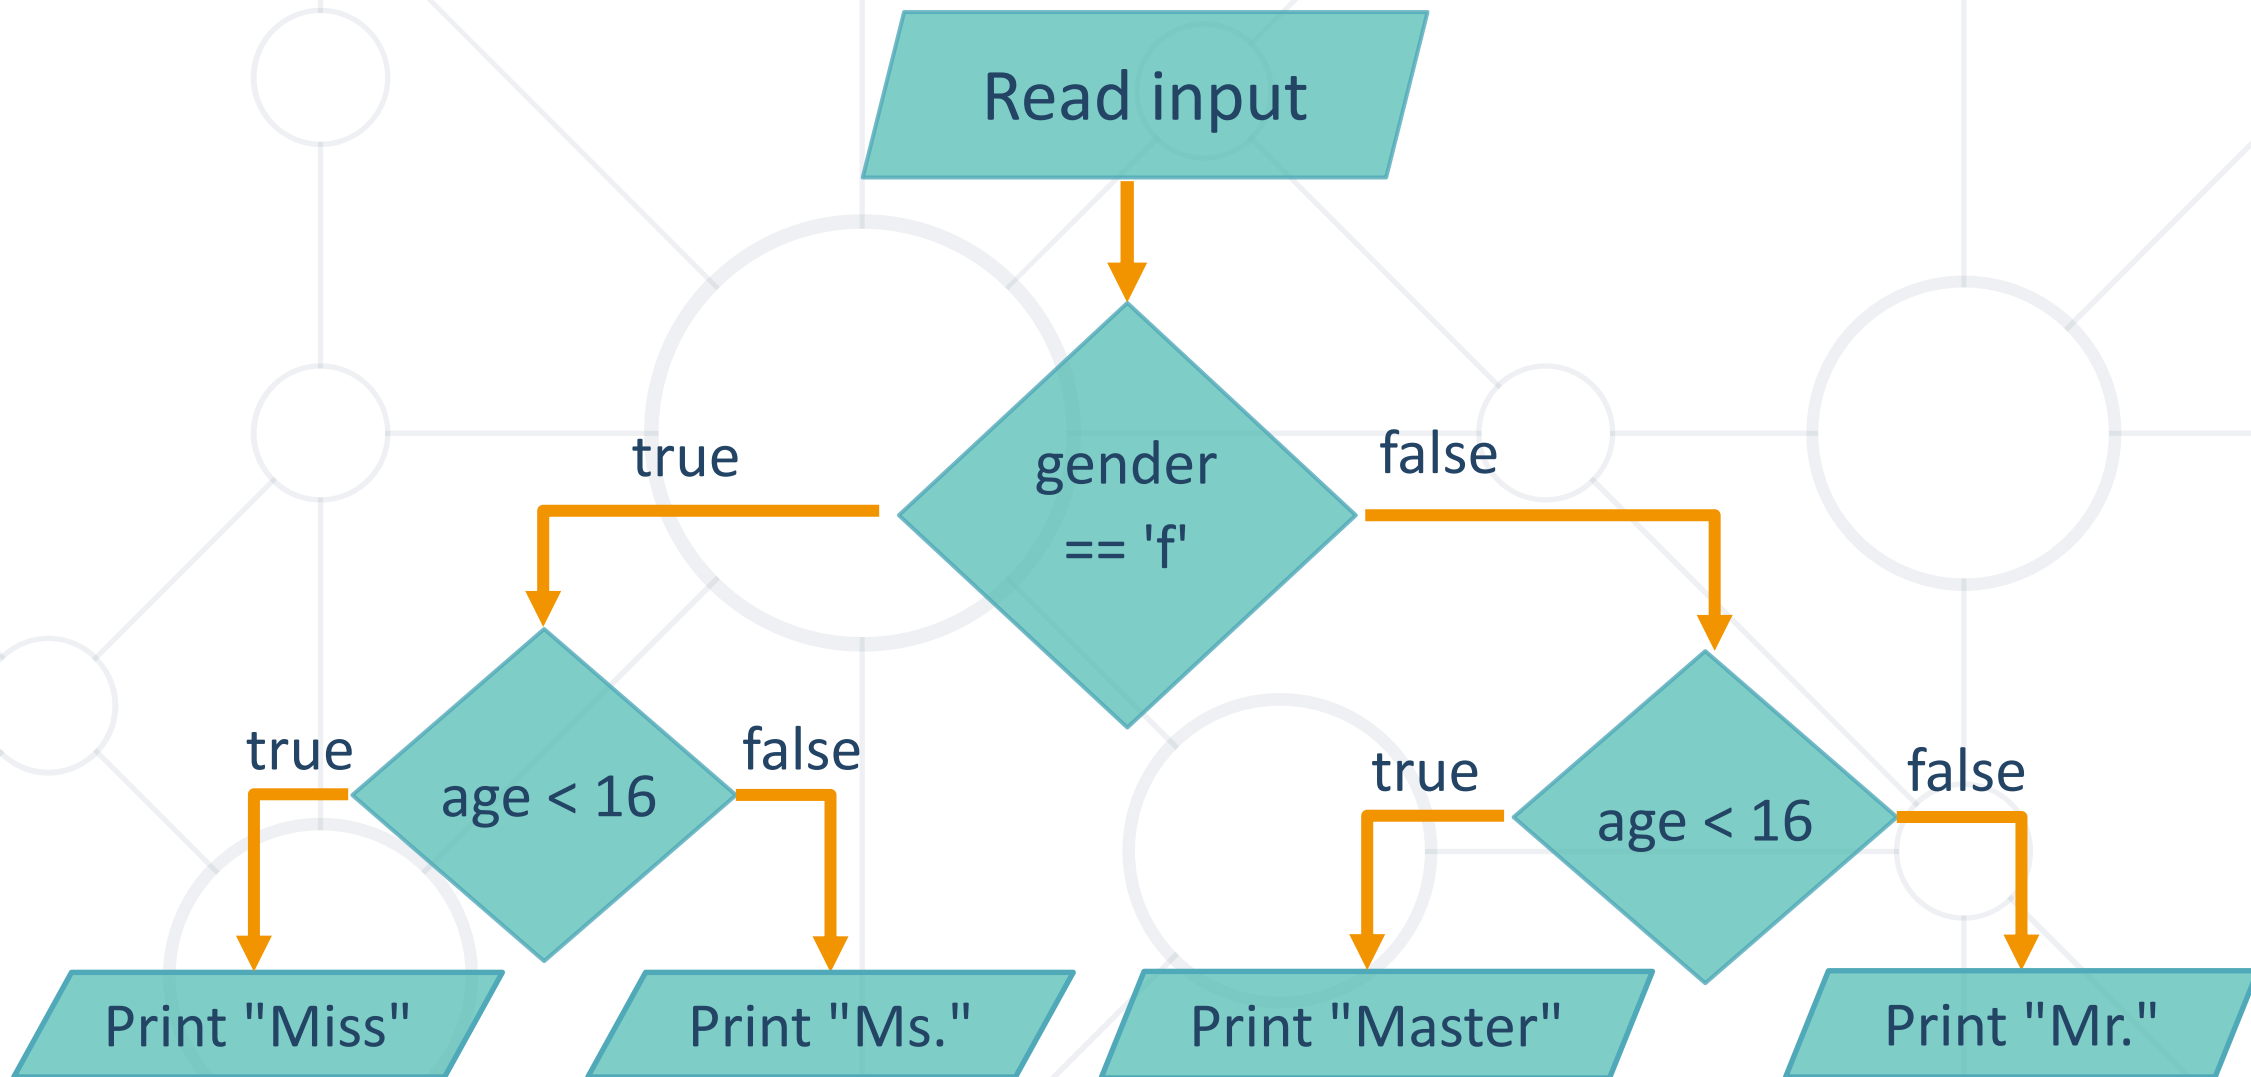 Read input
true
false
gender
== 'f'
true
false
true
false
age < 16
age < 16
Print "Miss"
Print "Ms."
Print "Master"
Print "Mr."